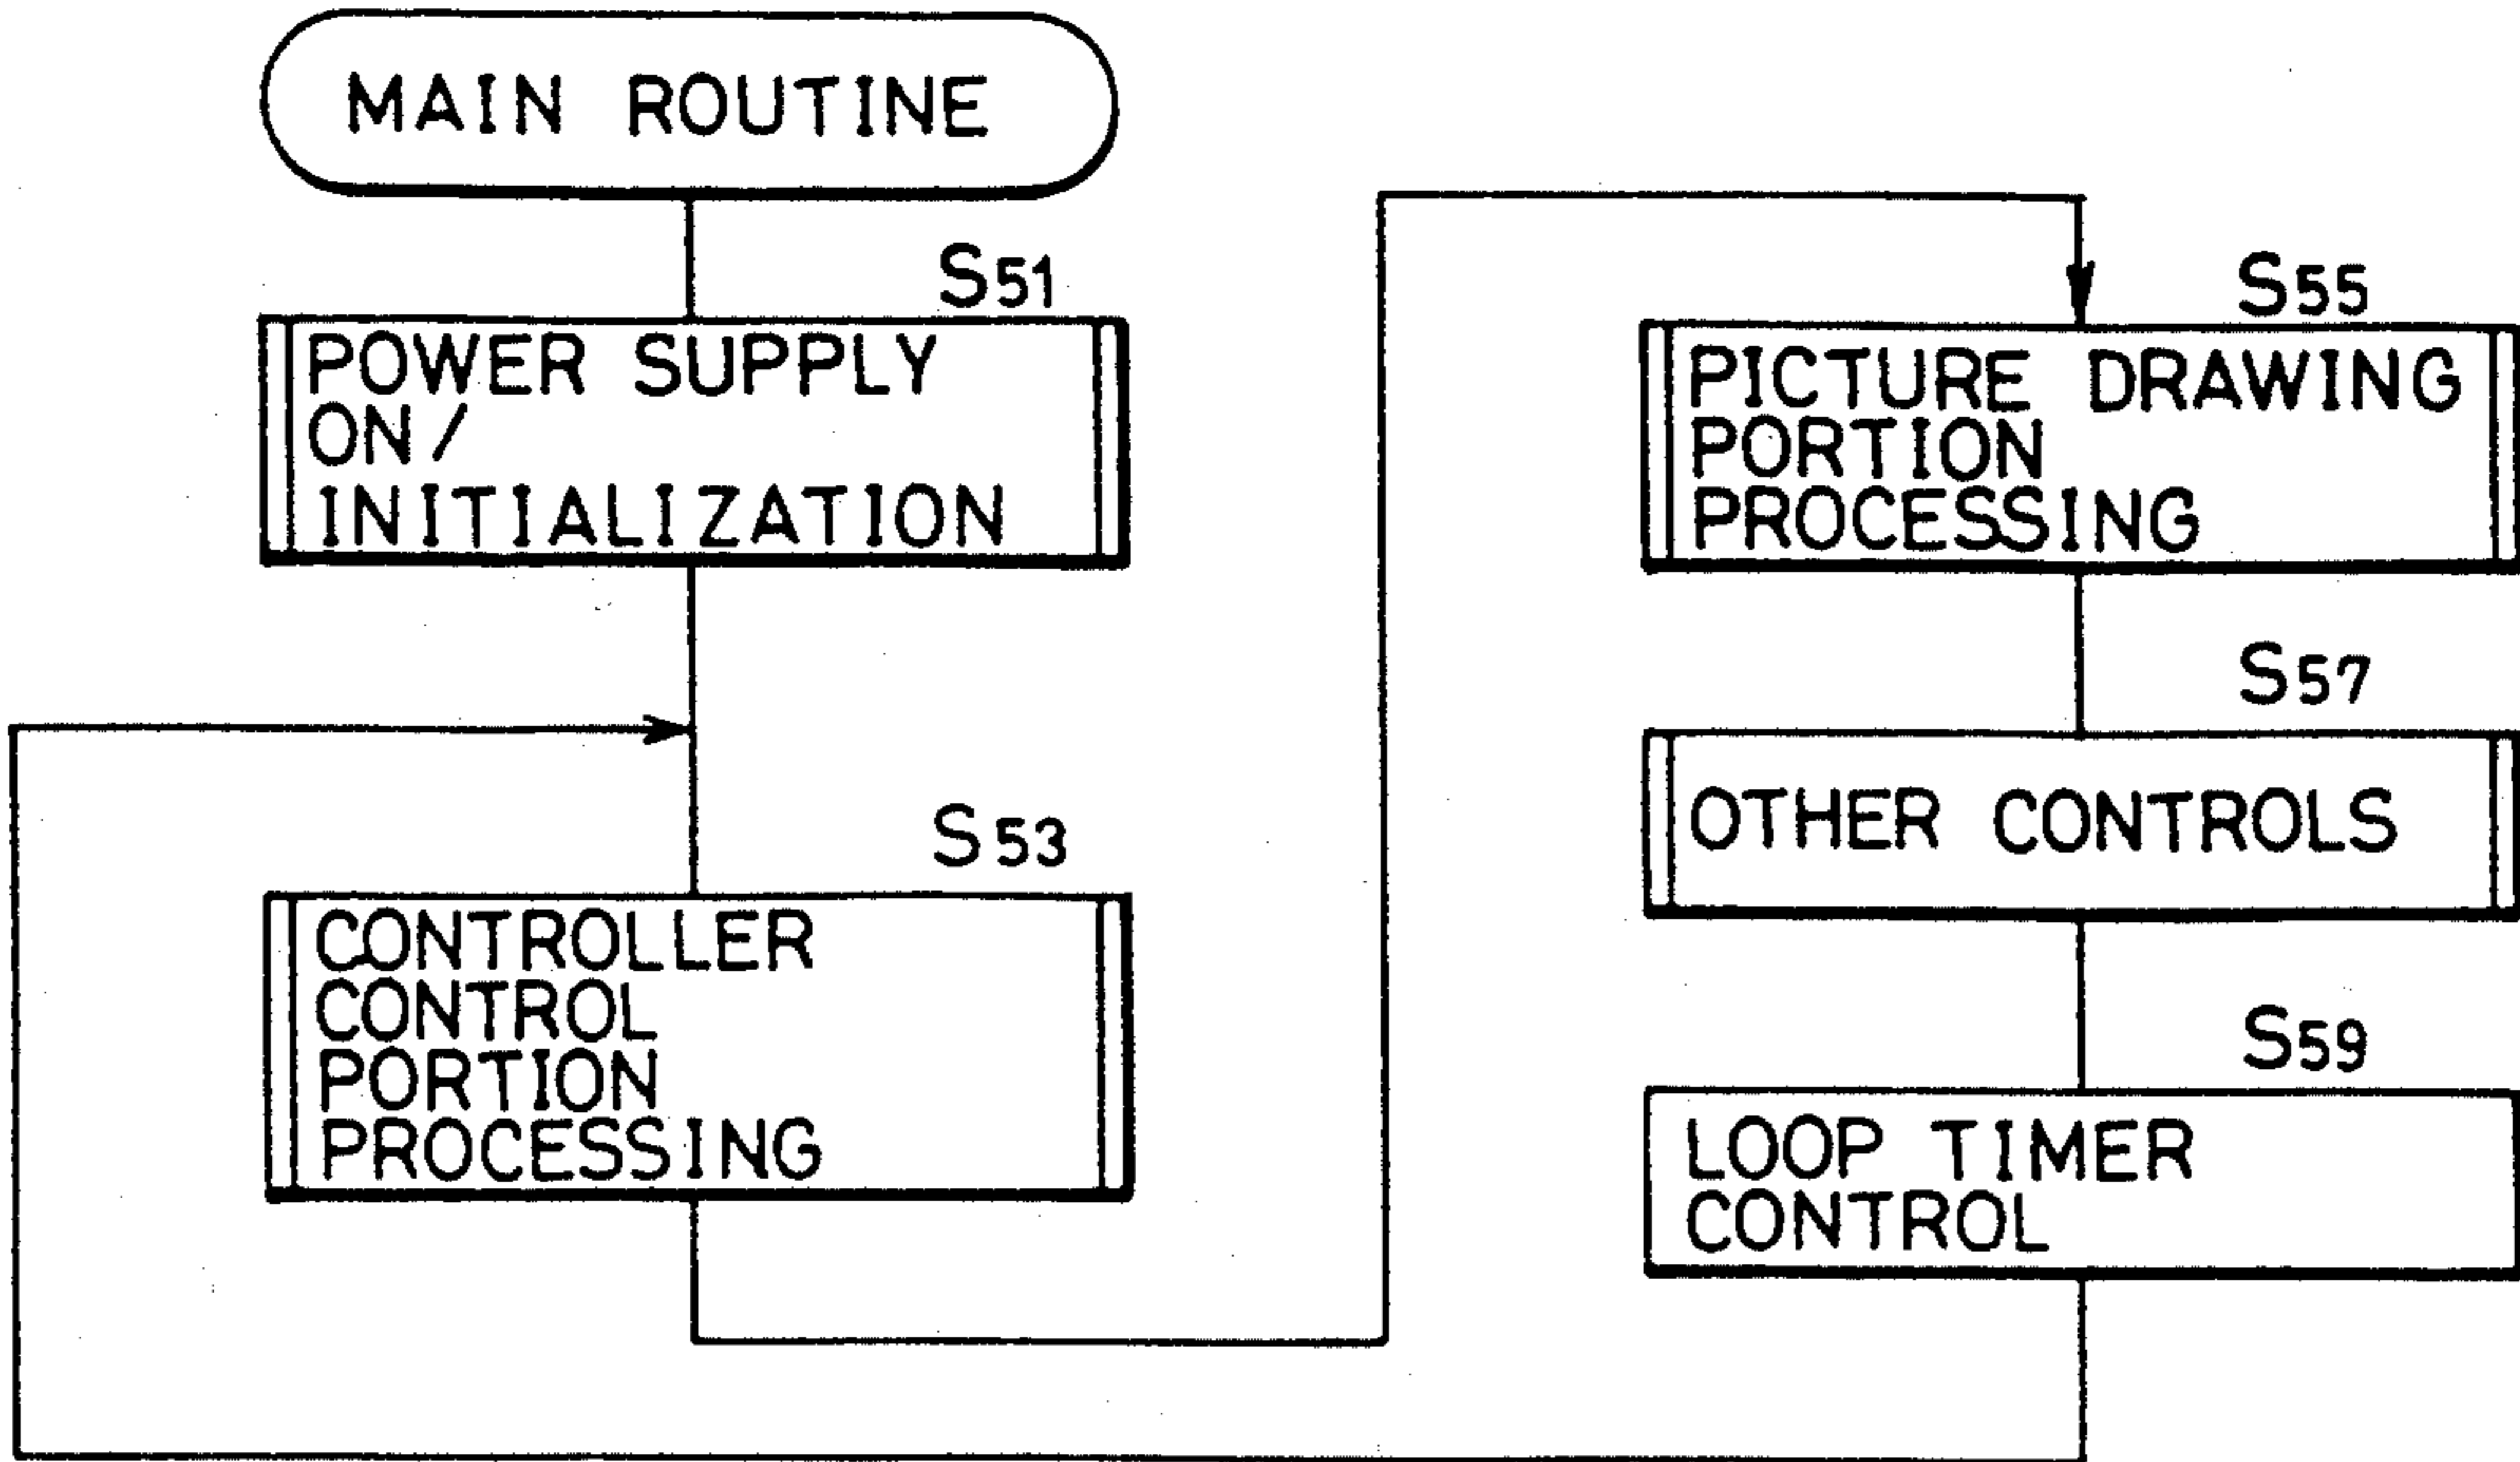 MAIN ROUTINE
S51
POWER SUPPLY
ON/
INITIALIZATION
S53
CONTROLLER
CONTROL
PORTION
PROCESSING
S55
PICTURE DRAWING
PORTION
PROCESSING
S57
OTHER CONTROLS
S59
LOOP TIMER
CONTROL